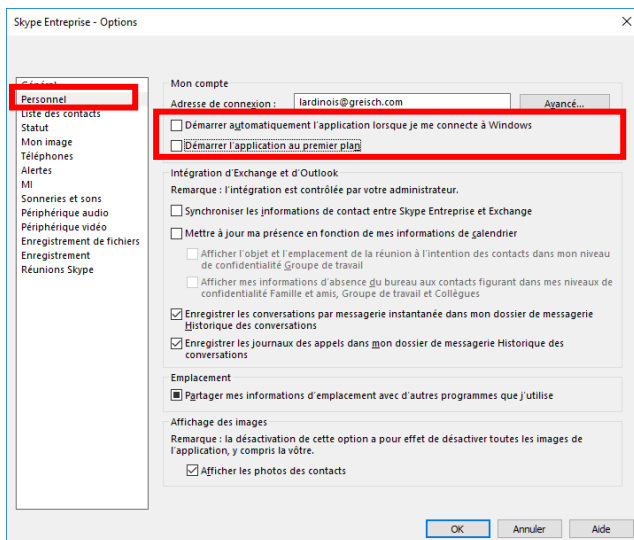 Skype Entreprise - Options
Général
Personnel
Liste des contacts
Statut
Mon image
Téléphones
Alertes
MI
Sonneries et sons
Périphérique audio
Périphérique vidéo
Enregistrement de fichiers
Enregistrement
Réunions Skype
Mon compte
Adresse de connexion :
lardinois@greisch.com
Avancé...
Démarrer automatiquement l'application lorsque je me connecte à Windows
Démarrer l'application au premier plan
Intégration d'Exchange et d'Outlook
Remarque : l'intégration est contrôlée par votre administrateur.
Synchroniser les informations de contact entre Skype Entreprise et Exchange
Mettre à jour ma présence en fonction de mes informations de calendrier
Afficher l'objet et l'emplacement de la réunion à l'intention des contacts dans mon niveau
de confidentialité Groupe de travail
Afficher mes informations d'absence du bureau aux contacts figurant dans mes niveaux de
confidentialité Famille et amis, Groupe de travail et Collègues
Enregistrer les conversations par messagerie instantanée dans mon dossier de messagerie
Historique des conversations
Enregistrer les journaux des appels dans mon dossier de messagerie Historique des
conversations
Emplacement
Partager mes informations d'emplacement avec d'autres programmes que j'utilise
Affichage des images
Remarque : la désactivation de cette option a pour effet de désactiver toutes les images de
l'application, y compris la vôtre.
Afficher les photos des contacts
OK
Annuler
Aide